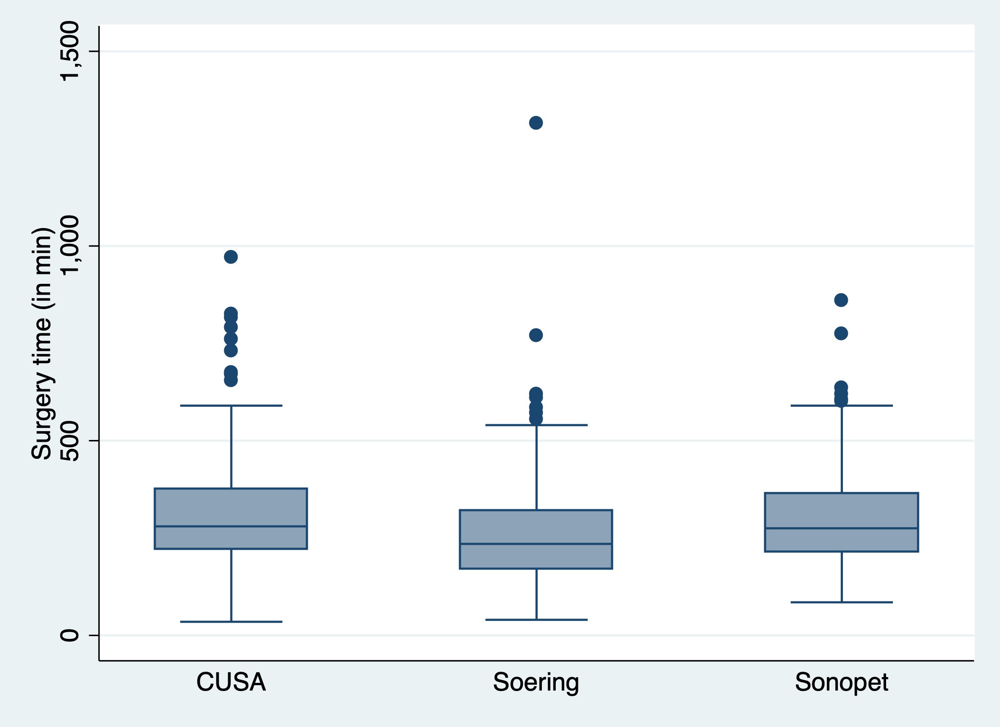 Surgery time (in min)
1,500
1,000
500
0
CUSA
Soering
Sonopet